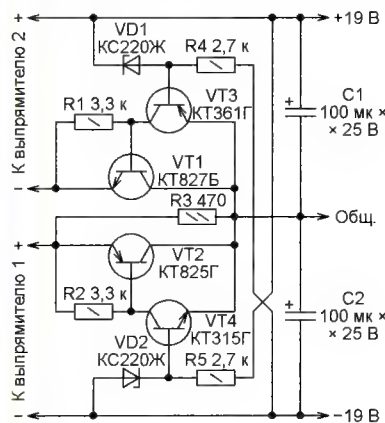 К выпрямителю 2
+
VD1
КС220Ж
R4 2,7 к
+19 В
R1 3,3 к
VT3
КТ361Г
+
C1
100 мк ×
× 25 В
VT1
КТ827Б
-
R3 470
Общ.
К выпрямителю 1
+
VT2
КТ825Г
R2 3,3 к
VT4
КТ315Г
+
C2
100 мк ×
× 25 В
VD2
КС220Ж
R5 2,7 к
-
−19 В